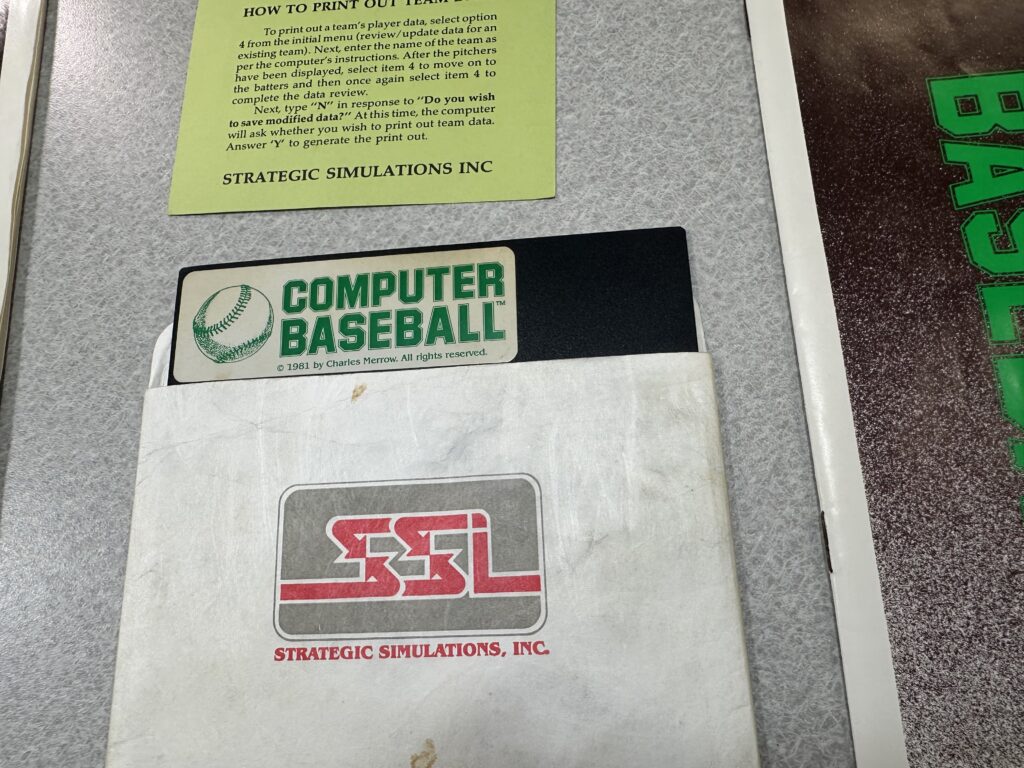 HOW TO PRINT OUT TEAM
To print out a team's player data, select option
4 from the initial menu (review/update data for an
existing team). Next, enter the name of the team as
per the computer's instructions. After the pitchers
have been displayed, select item 4 to move on to
the batters and then once again select item 4 to
complete the data review.
Next, type "N" in response to "Do you wish
to save modified data?" At this time, the computer
will ask whether you wish to print out team data.
Answer 'Y' to generate the print out.
STRATEGIC SIMULATIONS INC
COMPUTER
BASEBALL™
© 1981 by Charles Merrow. All rights reserved.
SSI
STRATEGIC SIMULATIONS, INC.